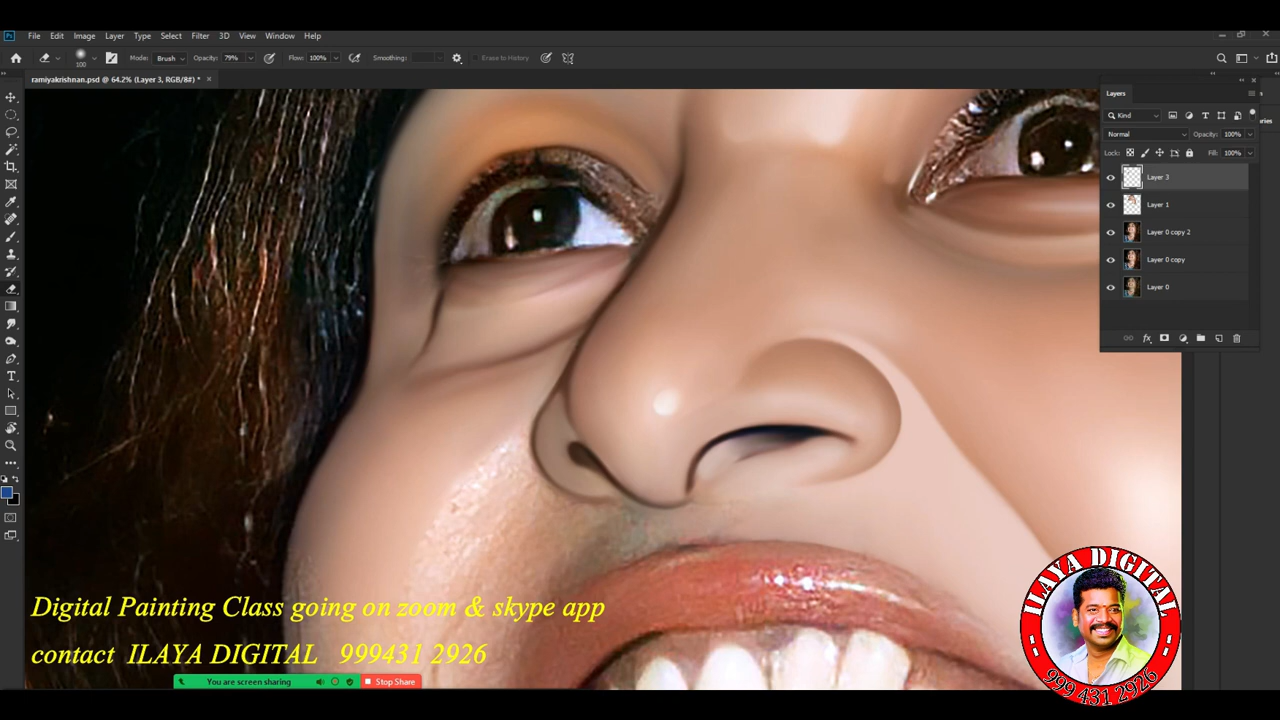 File Edit Image Layer Type Select Filter 3D View Window Help
100 Mode: Brush Opacity: 79% Flow: 100% Smoothing: Erase to History
ramiyakrishnan.psd @ 64.2% (Layer 3, RGB/8#) *
Layers
Kind
Normal Opacity: 100%
Lock: Fill: 100%
Layer 3
Layer 1
Layer 0 copy 2
Layer 0 copy
Layer 0
Digital Painting Class going on zoom & skype app
contact ILAYA DIGITAL 999431 2926
You are screen sharing Stop Share
ILAYA DIGITAL
999 431 2926